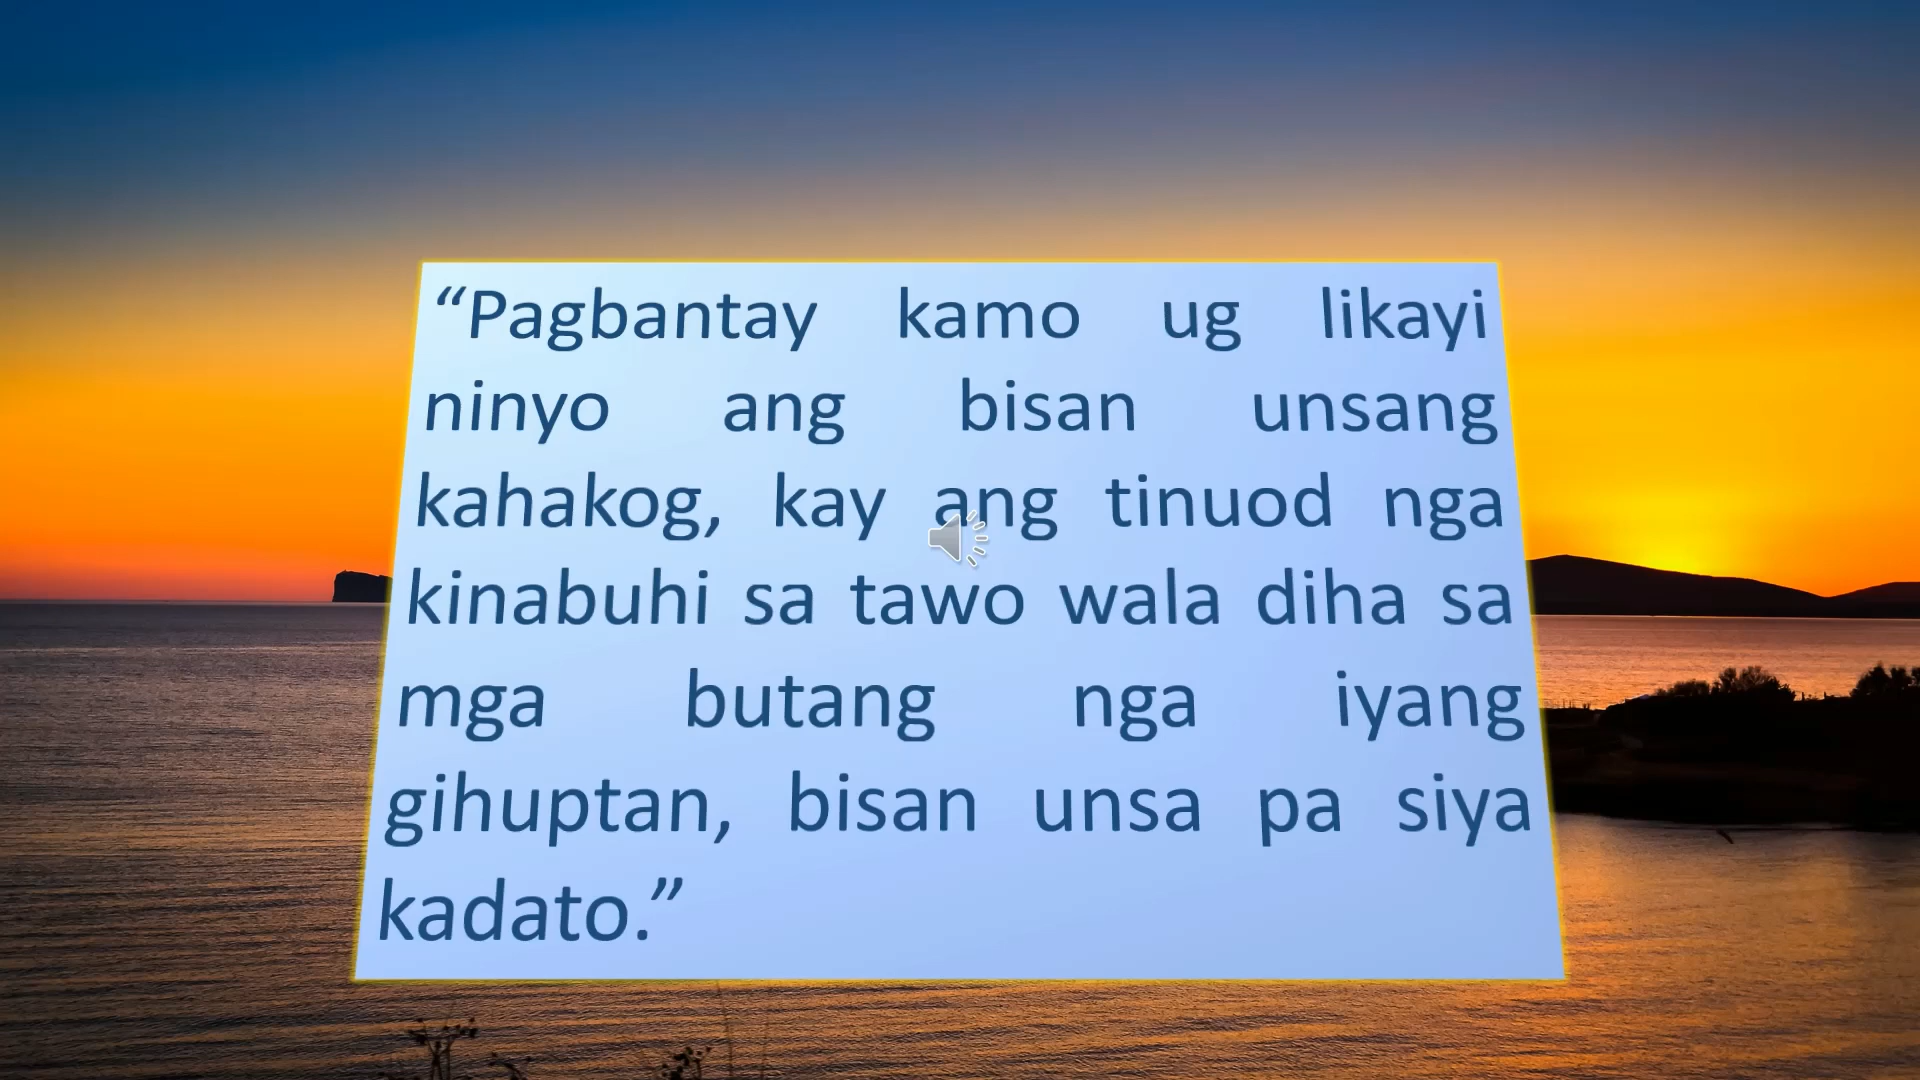 “Pagbantay kamo ug likayi
ninyo ang bisan unsang
kahakog, kay ang tinuod nga
kinabuhi sa tawo wala diha sa
mga butang nga iyang
gihuptan, bisan unsa pa siya
kadato.”